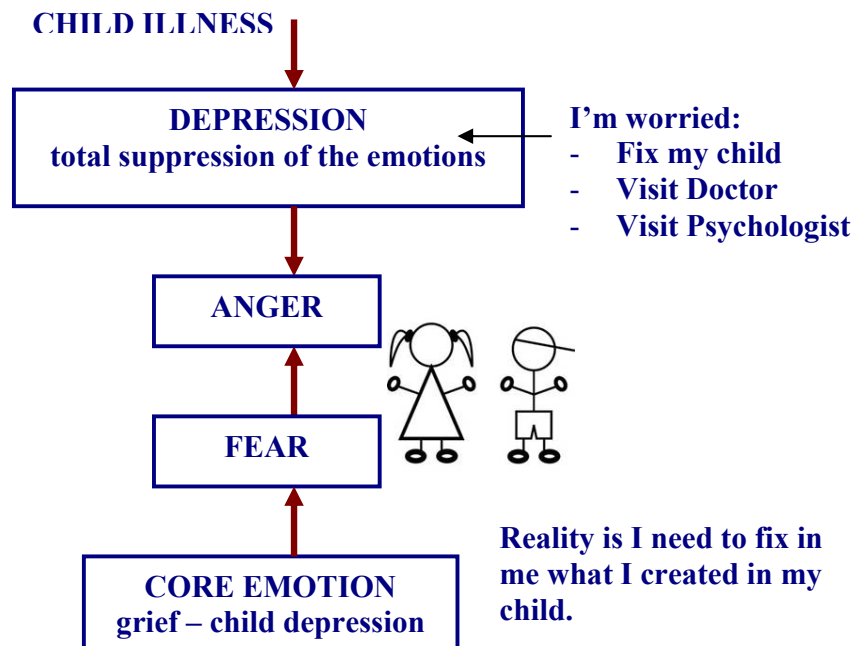 CHILD ILLNESS
DEPRESSION
total suppression of the emotions
I’m worried:
- Fix my child
- Visit Doctor
- Visit Psychologist
ANGER
FEAR
CORE EMOTION
grief – child depression
Reality is I need to fix in
me what I created in my
child.